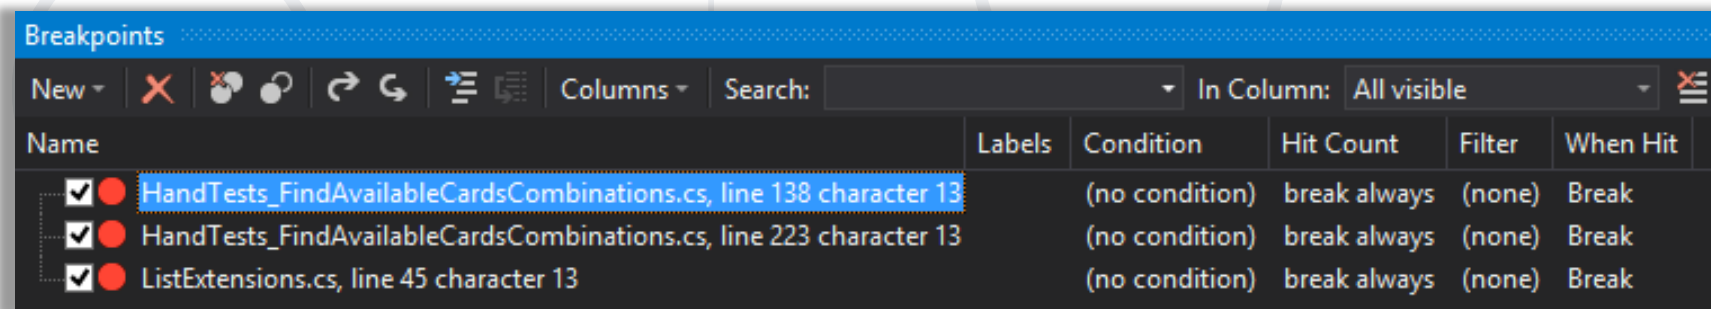 Breakpoints
New Columns Search: In Column: All visible
Name Labels Condition Hit Count Filter When Hit
HandTests_FindAvailableCardsCombinations.cs, line 138 character 13 (no condition) break always (none) Break
HandTests_FindAvailableCardsCombinations.cs, line 223 character 13 (no condition) break always (none) Break
ListExtensions.cs, line 45 character 13 (no condition) break always (none) Break